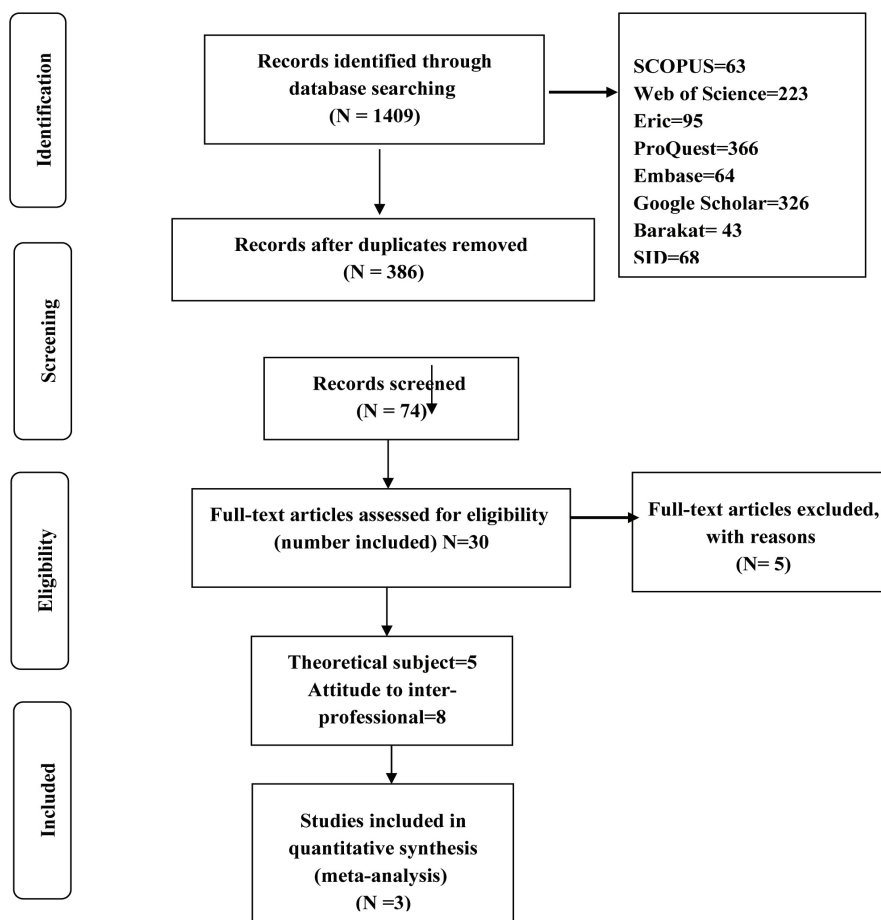 Identification
Records identified through
database searching
(N = 1409)
SCOPUS=63
Web of Science=223
Eric=95
ProQuest=366
Embase=64
Google Scholar=326
Barakat= 43
SID=68
Records after duplicates removed
(N = 386)
Screening
Records screened
(N = 74)
Eligibility
Full-text articles assessed for eligibility
(number included) N=30
Full-text articles excluded,
with reasons
(N= 5)
Theoretical subject=5
Attitude to inter-
professional=8
Included
Studies included in
quantitative synthesis
(meta-analysis)
(N =3)